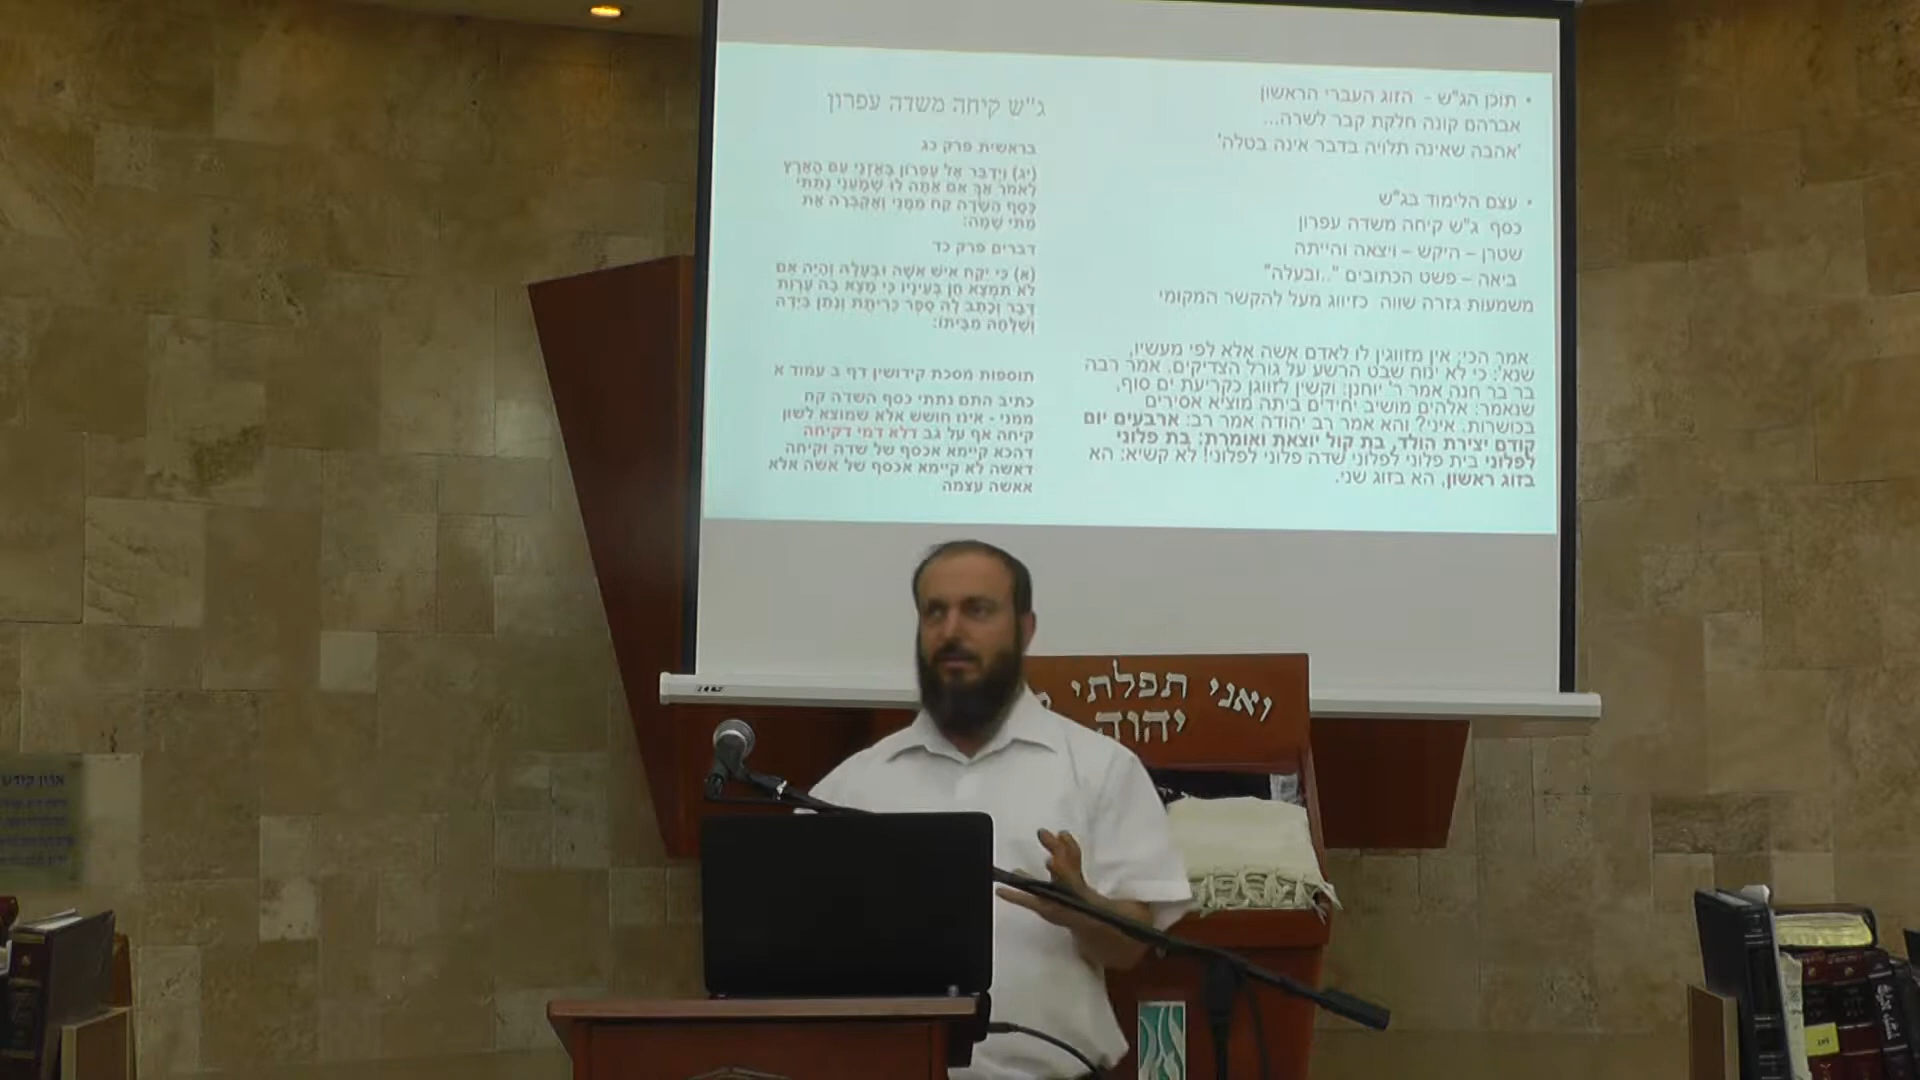 תוכן הג"ש - הזוג העברי הראשון
אברהם קונה חלקת קבר לשרה...
'אהבה שאינה תלויה בדבר אינה בטלה'
עצם הלימוד בג"ש
כסף ג"ש קיחה משדה עפרון
שטרן – היקש – ויצאה והייתה
ביאה – פשט הכתובים "..ובעלה"
משמעות גזרה שווה כזיווג מעל להקשר המקומי
אמר הכי: אין מזווגין לו לאדם אשה אלא לפי מעשיו,
שנא': כי לא ינוח שבט הרשע על גורל הצדיקים. אמר רבה
בר בר חנה אמר ר' יוחנן: וקשין לזווגן כקריעת ים סוף,
שנאמר: אלהים מושיב יחידים ביתה מוציא אסירים
בכושרות. איני? והא אמר רב יהודה אמר רב: ארבעים יום
קודם יצירת הולד, בת קול יוצאת ואומרת: בת פלוני
לפלוני בית פלוני לפלוני שדה פלוני לפלוני! לא קשיא: הא
בזוג ראשון, הא בזוג שני.
ג"ש קיחה משדה עפרון
בראשית פרק כג
(יג) וַיְדַבֵּר אֶל עֶפְרוֹן בְּאָזְנֵי עַם הָאָרֶץ
לֵאמֹר אַךְ אִם אַתָּה לוּ שְׁמָעֵנִי נָתַתִּי
כֶּסֶף הַשָּׂדֶה קַח מִמֶּנִּי וְאֶקְבְּרָה אֶת
מֵתִי שָׁמָּה:
דברים פרק כד
(א) כִּי יִקַּח אִישׁ אִשָּׁה וּבְעָלָהּ וְהָיָה אִם
לֹא תִמְצָא חֵן בְּעֵינָיו כִּי מָצָא בָהּ עֶרְוַת
דָּבָר וְכָתַב לָהּ סֵפֶר כְּרִיתֻת וְנָתַן בְּיָדָהּ
וְשִׁלְּחָהּ מִבֵּיתוֹ:
תוספות מסכת קידושין דף ב עמוד א
כתיב התם נתתי כסף השדה קח
ממני - אינו חושש אלא שמוצא לשון
קיחה אף על גב דלא דמי דקיחה
דהכא קיימא אכסף של שדה וקיחה
דאשה לא קיימא אכסף של אשה אלא
אאשה עצמה
ואני תפלתי
יהוה
ארון קודש